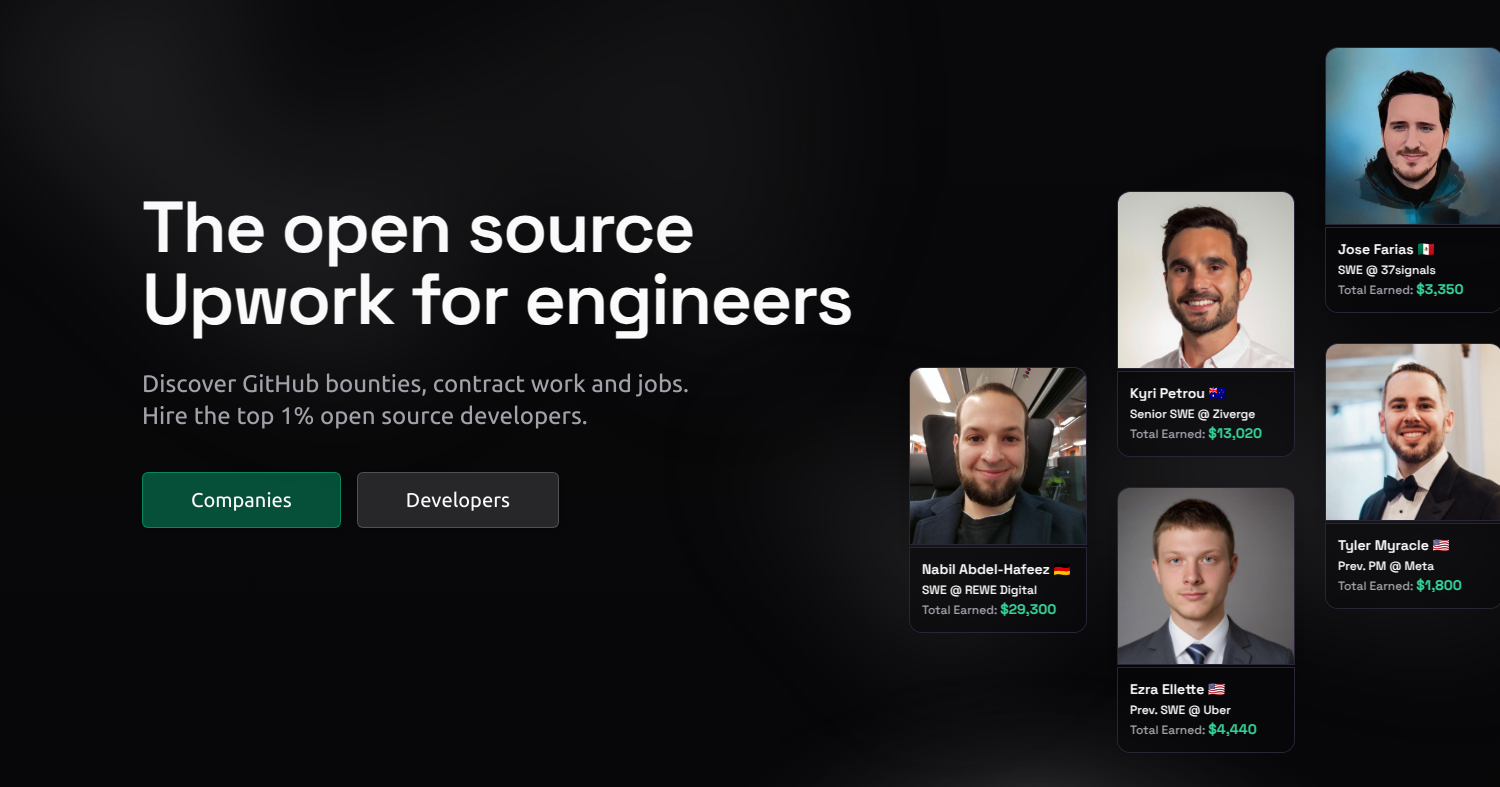 The open source
Upwork for engineers
Discover GitHub bounties, contract work and jobs.
Hire the top 1% open source developers.
Companies
Developers
Nabil Abdel-Hafeez 🇩🇪
SWE @ REWE Digital
Total Earned: $29,300
Kyri Petrou 🇦🇺
Senior SWE @ Ziverge
Total Earned: $13,020
Ezra Ellette 🇺🇸
Prev. SWE @ Uber
Total Earned: $4,440
Jose Farias 🇲🇽
SWE @ 37signals
Total Earned: $3,350
Tyler Myracle 🇺🇸
Prev. PM @ Meta
Total Earned: $1,800